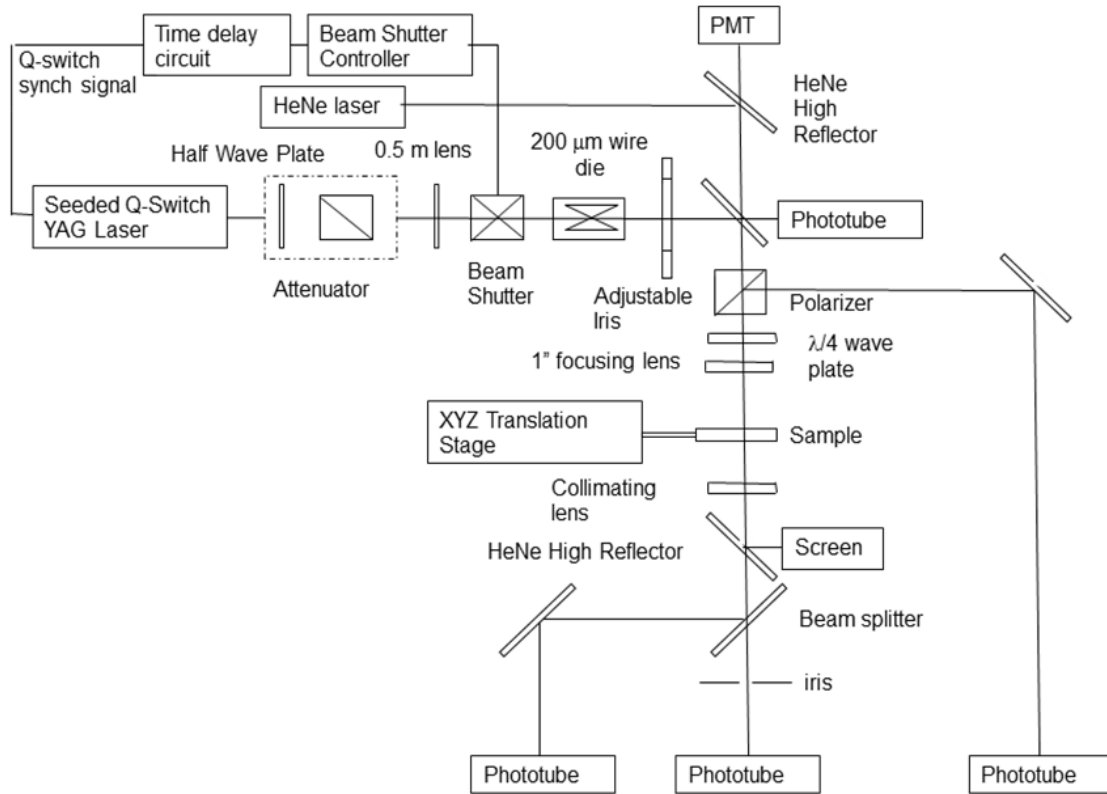 PMT
Time delay
circuit
Beam Shutter
Controller
Q-switch
synch signal
HeNe laser
HeNe
High
Reflector
Half Wave Plate
0.5 m lens
200 μm wire
die
Seeded Q-Switch
YAG Laser
Phototube
Attenuator
Beam
Shutter
Adjustable
Iris
Polarizer
1” focusing lens
λ/4 wave
plate
XYZ Translation
Stage
Sample
Collimating
lens
HeNe High Reflector
Screen
Beam splitter
iris
Phototube
Phototube
Phototube